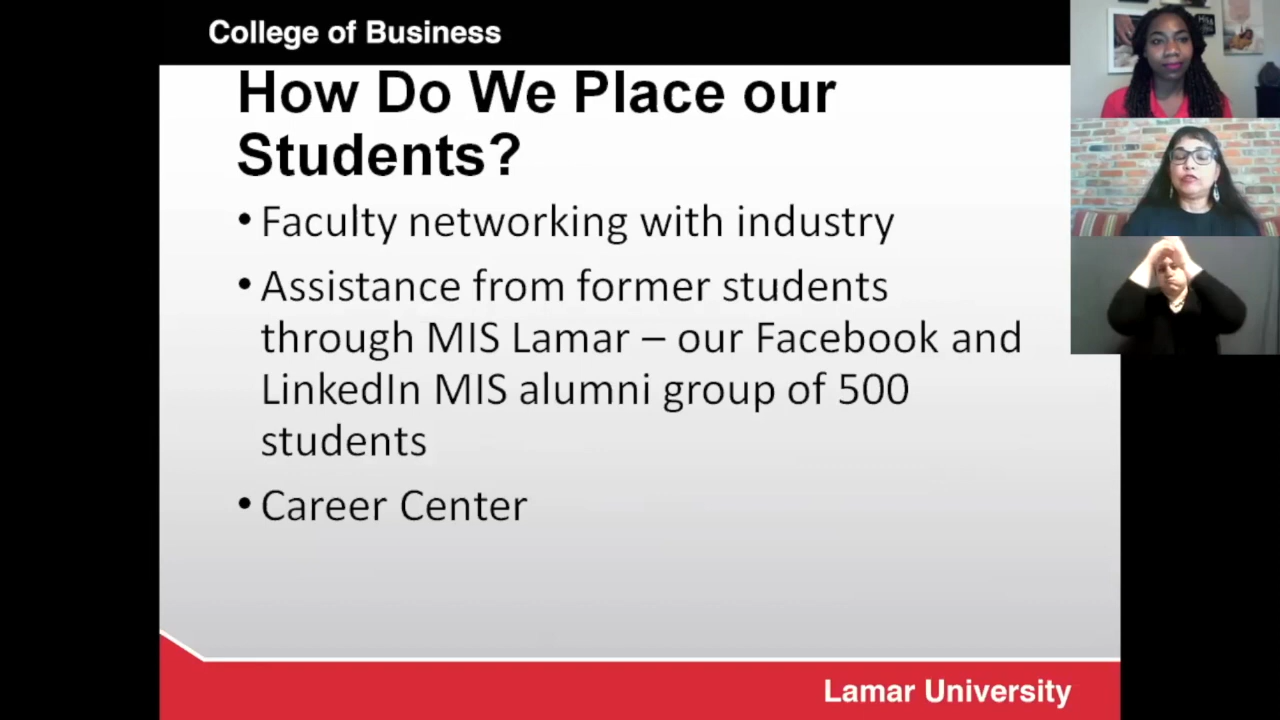 College of Business
How Do We Place our
Students?
• Faculty networking with industry
• Assistance from former students
through MIS Lamar – our Facebook and
LinkedIn MIS alumni group of 500
students
• Career Center
Lamar University